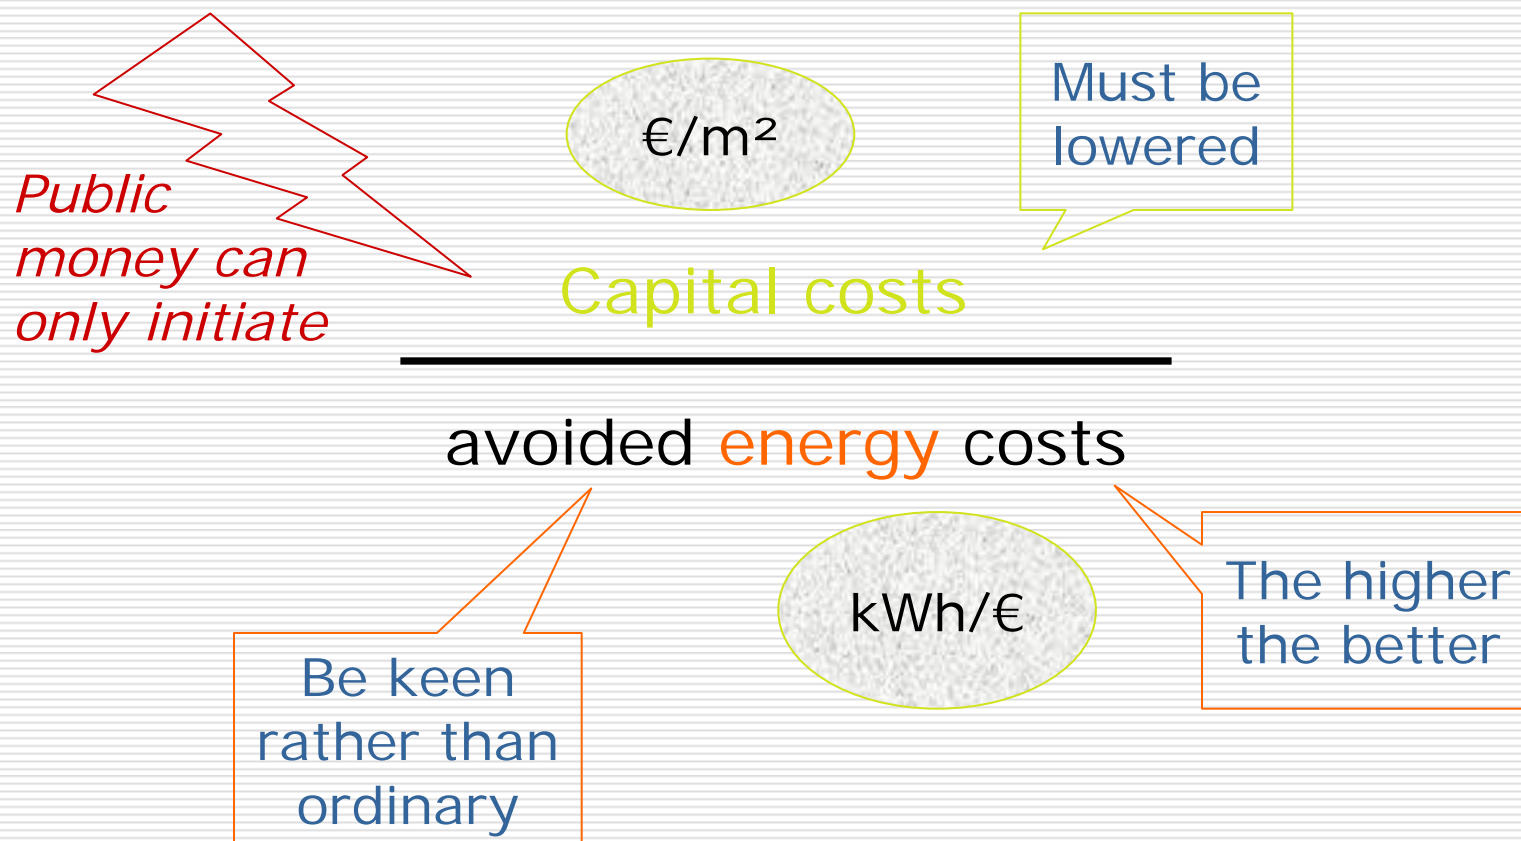 €/m²
Must be
lowered
Public
money can
only initiate
Capital costs
avoided energy costs
kWh/€
The higher
the better
Be keen
rather than
ordinary